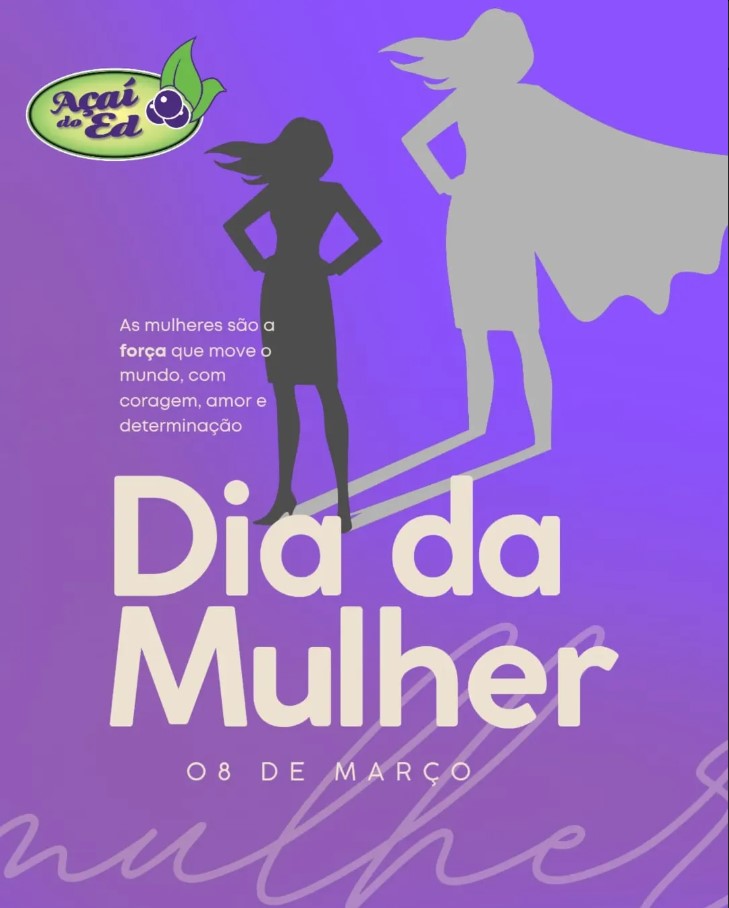 Açaí
do Ed
As mulheres são a
força que move o
mundo, com
coragem, amor e
determinação
Dia da
Mulher
08 DE MARÇO
mulher